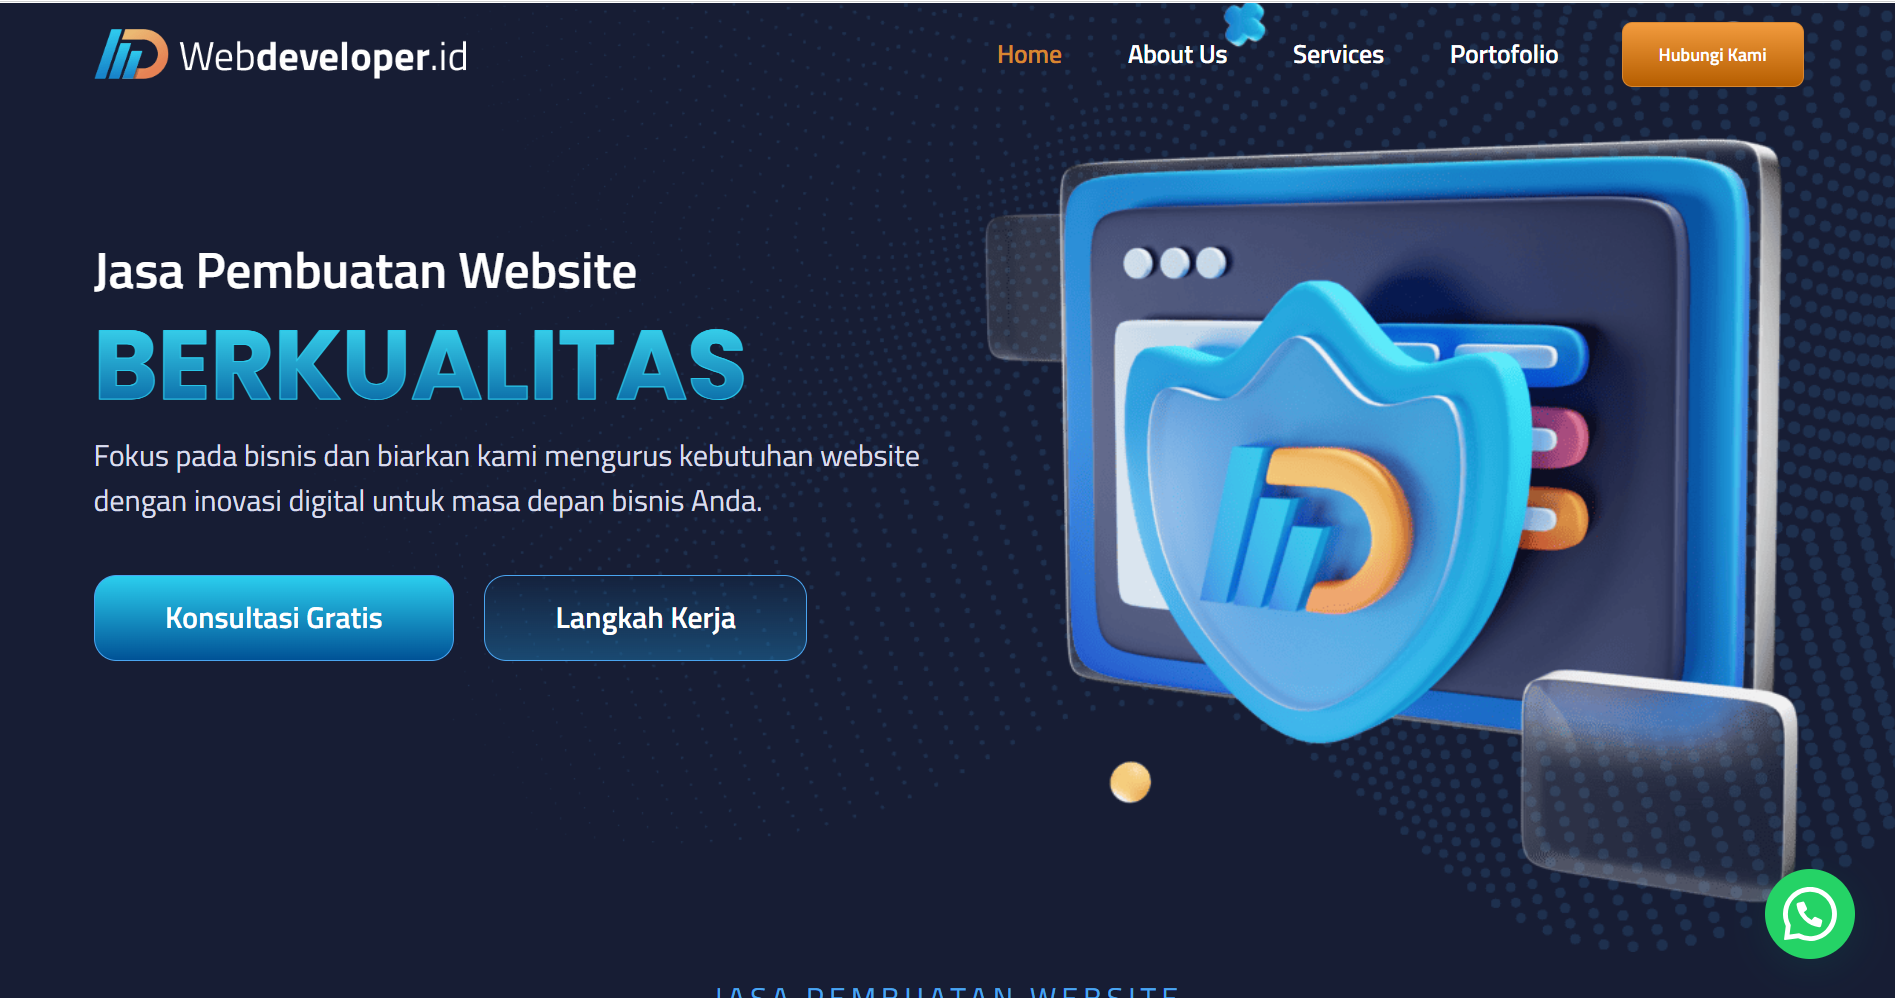 Webdeveloper.id
Home About Us Services Portofolio Hubungi Kami
Jasa Pembuatan Website
BERKUALITAS
Fokus pada bisnis dan biarkan kami mengurus kebutuhan website
dengan inovasi digital untuk masa depan bisnis Anda.
Konsultasi Gratis Langkah Kerja
JASA PEMBUATAN WEBSITE